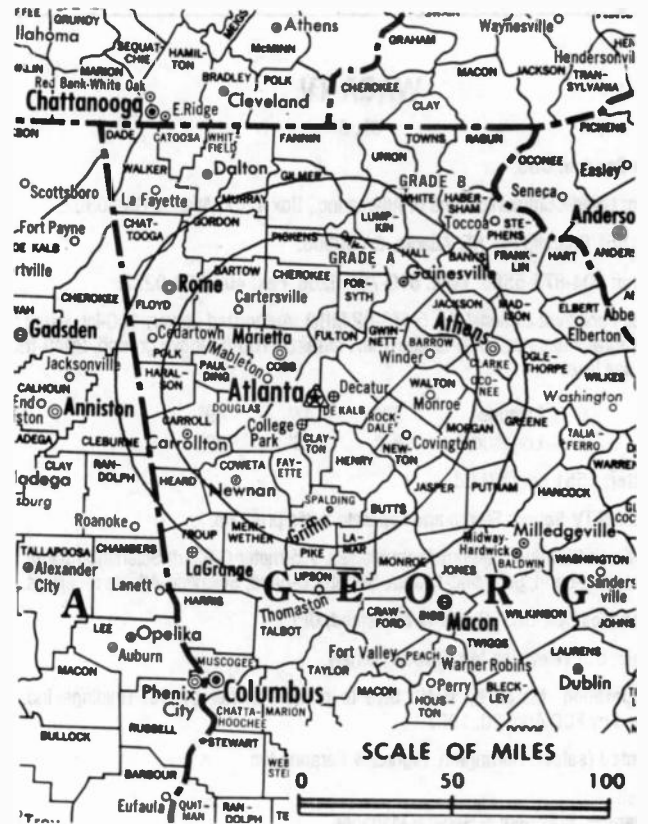 GRUNDY
MEIGS
Athens
Waynesville
McMINN
GRAHAM
SEQUAT-
CHIE
HAMIL-
TON
MARION
BRADLEY
POLK
CHEROKEE
MACON
JACKSON
TRAN-
SYLVANIA
Hendersonvil
Red Bank-White Oak
Chattanooga
Cleveland
E.Ridge
CLAY
DADE
CATOOSA
WHIT-
FIELD
FANNIN
TOWNS
RABUN
PICKENS
UNION
OCONEE
Easley
WALKER
Dalton
GILMER
GRADE B
Scottsboro
La Fayette
MURRAY
WHITE
HABER-
SHAM
Seneca
Fort Payne
CHAT-
TOOGA
GORDON
LUMP-
KIN
Toccoa
STE-
PHENS
Anderso
DE KALB
PICKENS
GRADE A
HALL
BANKS
FRANK-
LIN
HART
ANDER
BARTOW
CHEROKEE
Gainesville
Rome
FOR-
SYTH
CHEROKEE
FLOYD
Cartersville
JACKSON
MAD-
ISON
ELBERT
Abbe
Gadsden
Cedartown
Marietta
FULTON
GWIN-
NETT
BARROW
Athens
Elberton
POLK
COBB
Winder
CLARKE
OGLE-
THORPE
Jacksonville
HARAL-
SON
PAUL-
DING
Mableton
WALTON
OCO-
NEE
WILKES
CALHOUN
Atlanta
Decatur
DE KALB
Monroe
Washington
Anniston
DOUGLAS
College
Park
ROCK-
DALE
MORGAN
GREENE
CARROLL
Carrollton
CLAY-
TON
NEW-
TON
Covington
TALIA-
FERRO
CLEBURNE
CLAY
RAN-
DOLPH
COWETA
FAY-
ETTE
HENRY
WARREN
HEARD
Newnan
JASPER
PUTNAM
HANCOCK
SPALDING
BUTTS
Roanoke
Griffin
TROUP
MERI-
WETHER
LA-
MAR
Midway-
Hardwick
Milledgeville
TALLAPOOSA
CHAMBERS
PIKE
MONROE
JONES
BALDWIN
WASHINGTON
Alexander
City
LaGrange
UPSON
Sanders
ville
Lanett
A
G E O R G
HARRIS
Thomaston
CRAW-
FORD
BIBB
WILKINSON
JOHNS
LEE
Opelika
TALBOT
Macon
TWIGGS
Auburn
MUSCOGEE
TAYLOR
Fort Valley
PEACH
Warner Robins
LAURENS
MACON
Phenix
City
Columbus
MACON
Perry
BLECK-
LEY
Dublin
CHATTA-
HOOCHEE
MARION
HOUS-
TON
RUSSELL
BULLOCK
STEWART
SCALE OF MILES
BARBOUR
0 50 100
Eufaula
QUIT-
MAN
RAN-
DOLPH